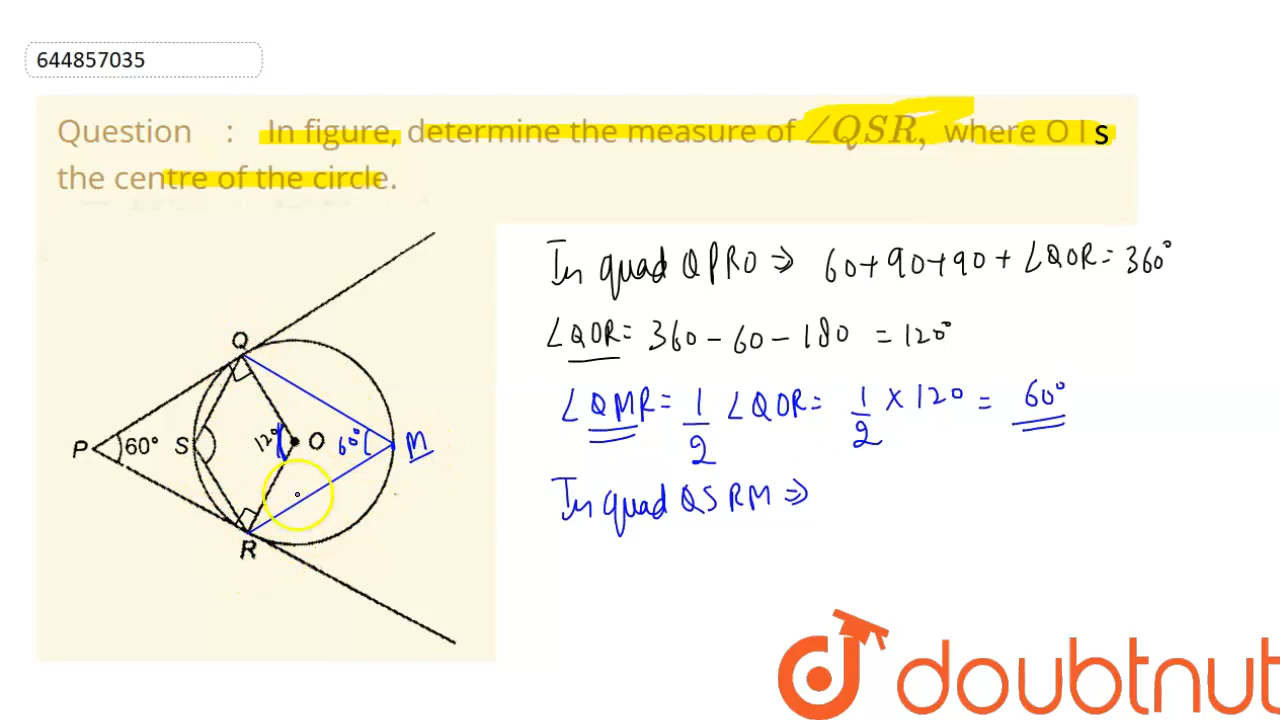 644857035
Question : In figure, determine the measure of ∠QSR, where O I s
the centre of the circle.
In quad QPRO ⇒ 60+90+90+∠QOR=360°
∠QOR= 360-60-180 =120°
∠QMR= 1/2 ∠QOR= 1/2 × 120 = 60°
In quad QSRM ⇒
Q
P 60° S 120 O 60° M
R
doubtnut